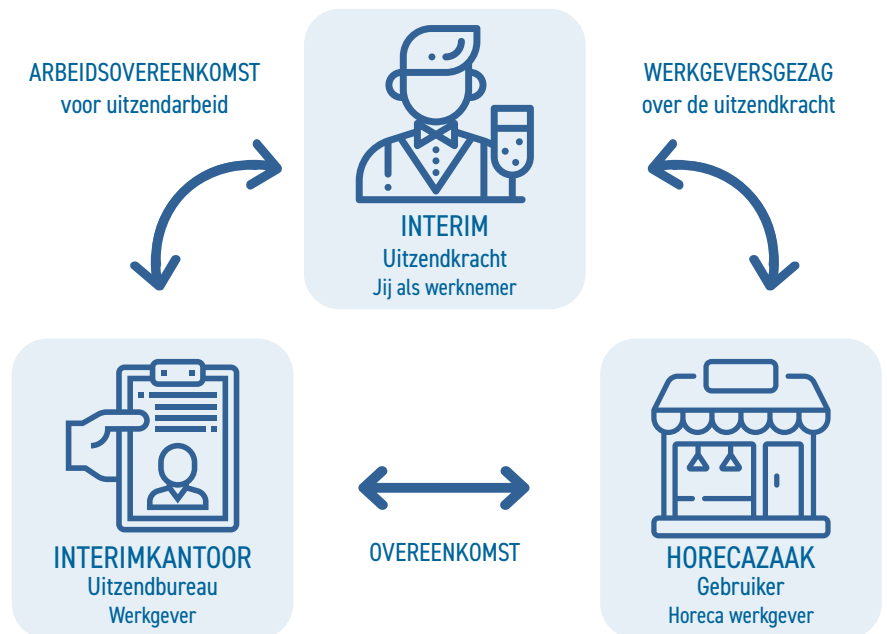 ARBEIDSOVEREENKOMST
voor uitzendarbeid
WERKGEVERSGEZAG
over de uitzendkracht
INTERIM
Uitzendkracht
Jij als werknemer
INTERIMKANTOOR
Uitzendbureau
Werkgever
OVEREENKOMST
HORECAZAAK
Gebruiker
Horeca werkgever